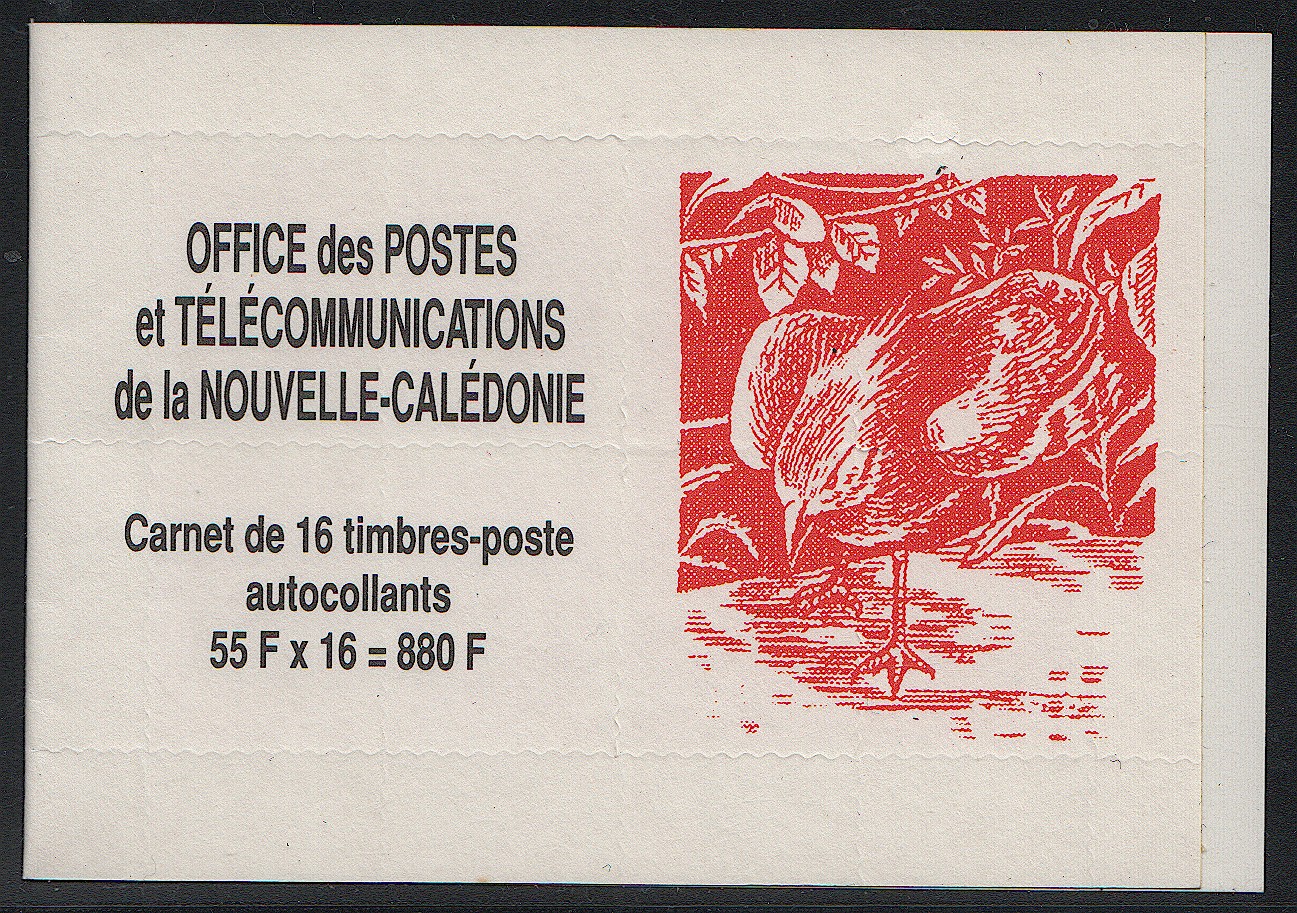 OFFICE des POSTES
et TÉLÉCOMMUNICATIONS
de la NOUVELLE-CALÉDONIE
Carnet de 16 timbres-poste
autocollants
55 F x 16 = 880 F